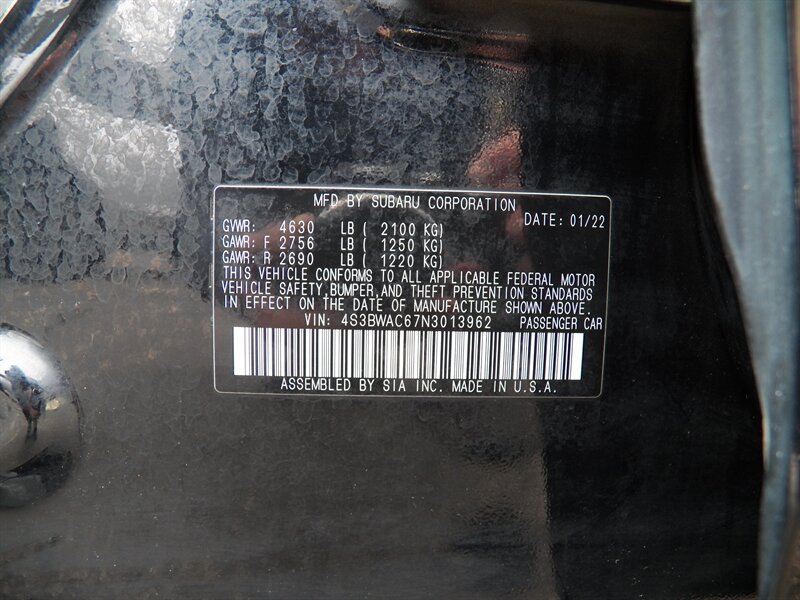 MFD BY SUBARU CORPORATION
DATE: 01/22
GVWR: 4630 LB ( 2100 KG)
GAWR: F 2756 LB ( 1250 KG)
GAWR: R 2690 LB ( 1220 KG)
THIS VEHICLE CONFORMS TO ALL APPLICABLE FEDERAL MOTOR
VEHICLE SAFETY, BUMPER, AND THEFT PREVENTION STANDARDS
IN EFFECT ON THE DATE OF MANUFACTURE SHOWN ABOVE.
VIN: 4S3BWAC67N3013962 PASSENGER CAR
ASSEMBLED BY SIA INC. MADE IN U.S.A.